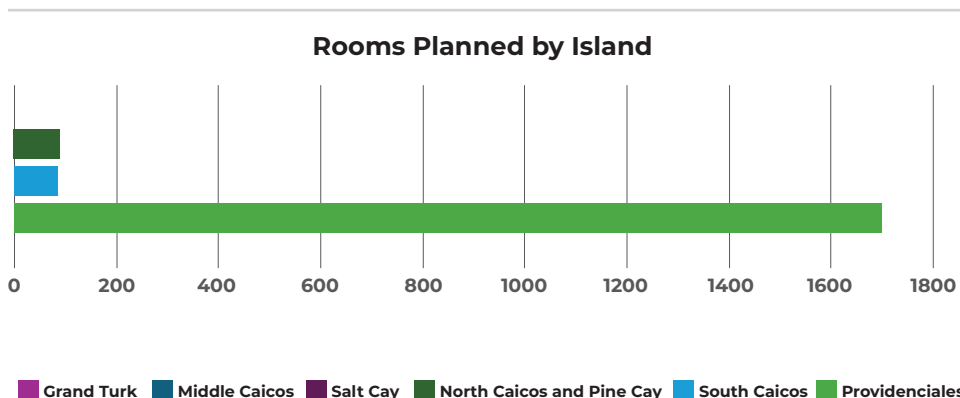 Rooms Planned by Island
0 200 400 600 800 1000 1200 1400 1600 1800
Grand Turk Middle Caicos Salt Cay North Caicos and Pine Cay South Caicos Providenciales